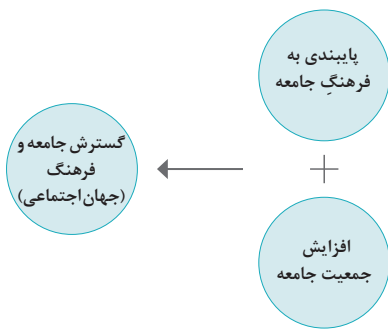 پایبندی به
فرهنگِ جامعه
+
افزایش
جمعیت جامعه
گسترش جامعه و
فرهنگ
(جهان اجتماعی)